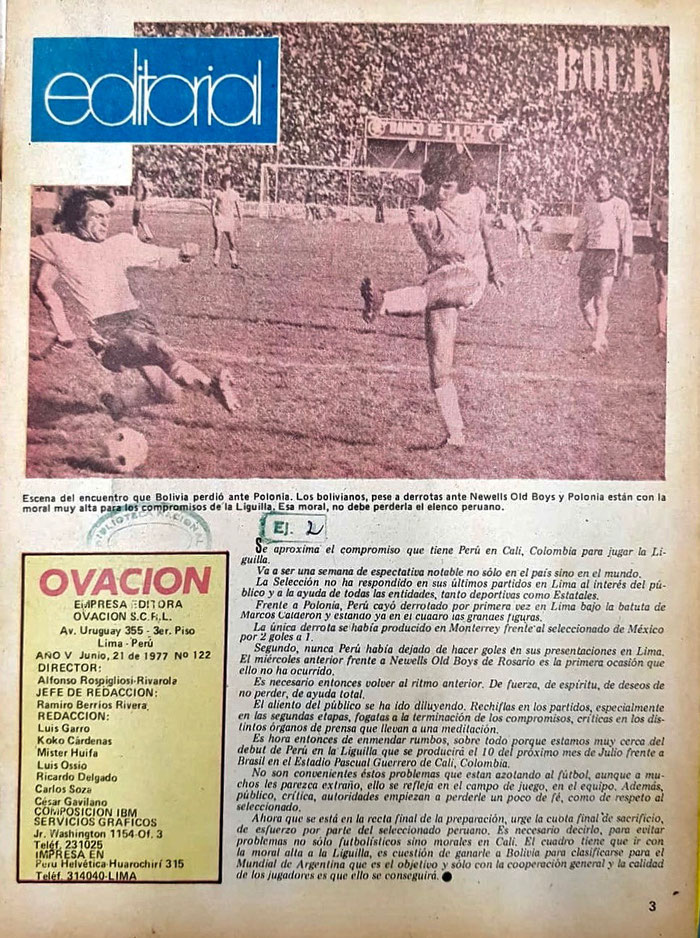 editorial
BOLIV
BANCO DE LA PAZ
Escena del encuentro que Bolivia perdió ante Polonia. Los bolivianos, pese a derrotas ante Newells Old Boys y Polonia están con la
moral muy alta para los compromisos de la Liguilla. Esa moral, no debe perderla el elenco peruano.
BIBLIOTECA NACIONAL
Ej. 2
OVACION
EMPRESA EDITORA
OVACION S.C.R.L.
Av. Uruguay 355 - 3er. Piso
Lima - Perú
AÑO V Junio, 21 de 1977 Nº 122
DIRECTOR:
Alfonso Rospigliosi-Rivarola
JEFE DE REDACCION:
Ramiro Berríos Rivera
REDACCION:
Luis Garro
Koko Cárdenas
Mister Huifa
Luis Ossio
Ricardo Delgado
Carlos Soza
César Gavilano
COMPOSICION IBM
SERVICIOS GRAFICOS
Jr. Washington 1154-Of. 3
Teléf. 231025
IMPRESA EN
Perú Helvética-Huarochirí 315
Teléf. 314040-LIMA
Se aproxima el compromiso que tiene Perú en Cali, Colombia para jugar la Li-
guilla.
Va a ser una semana de espectativa notable no sólo en el país sino en el mundo.
La Selección no ha respondido en sus últimos partidos en Lima al interés del pú-
blico y a la ayuda de todas las entidades, tanto deportivas como Estatales.
Frente a Polonia, Perú cayó derrotado por primera vez en Lima bajo la batuta de
Marcos Calderon y estando ya en el cuadro las grandes figuras.
La única derrota se había producido en Monterrey frente al seleccionado de México
por 2 goles a 1.
Segundo, nunca Perú había dejado de hacer goles en sus presentaciones en Lima.
El miércoles anterior frente a Newells Old Boys de Rosario es la primera ocasión que
ello no ha ocurrido.
Es necesario entonces volver al ritmo anterior. De fuerza, de espíritu, de deseos de
no perder, de ayuda total.
El aliento del público se ha ido diluyendo. Rechiflas en los partidos, especialmente
en las segundas etapas, fogatas a la terminación de los compromisos, críticas en los dis-
tintos órganos de prensa que llevan a una meditación.
Es hora entonces de enmendar rumbos, sobre todo porque estamos muy cerca del
debut de Perú en la Liguilla que se producirá el 10 del próximo mes de Julio frente a
Brasil en el Estadio Pascual Guerrero de Cali, Colombia.
No son convenientes éstos problemas que estan azotando al fútbol, aunque a mu-
chos les parezca extraño, ello se refleja en el campo de juego, en el equipo. Además,
público, crítica, autoridades empiezan a perderle un poco de fé, como de respeto al
seleccionado.
Ahora que se está en la recta final de la preparación, urge la cuota final de sacrificio,
de esfuerzo por parte del seleccionado peruano. Es necesario decirlo, para evitar
problemas no sólo futbolísticos sino morales en Cali. El cuadro tiene que ir con
la moral alta a la Liguilla, es cuestión de ganarle a Bolivia para clasificarse para el
Mundial de Argentina que es el objetivo y sólo con la cooperación general y la calidad
de los jugadores es que ello se conseguirá.
3